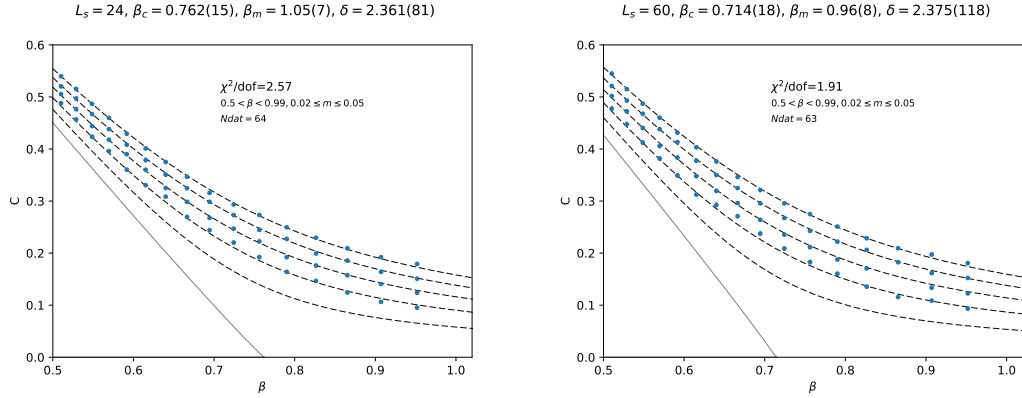 L_s = 24, β_c = 0.762(15), β_m = 1.05(7), δ = 2.361(81)
0.6
0.5
0.4
0.3
0.2
0.1
0.0
C
χ²/dof=2.57
0.5 < β < 0.99, 0.02 ≤ m ≤ 0.05
Ndat = 64
0.5 0.6 0.7 0.8 0.9 1.0
β
L_s = 60, β_c = 0.714(18), β_m = 0.96(8), δ = 2.375(118)
0.6
0.5
0.4
0.3
0.2
0.1
0.0
C
χ²/dof=1.91
0.5 < β < 0.99, 0.02 ≤ m ≤ 0.05
Ndat = 63
0.5 0.6 0.7 0.8 0.9 1.0
β